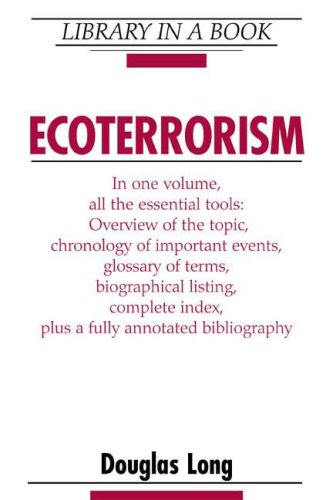 LIBRARY IN A BOOK
ECOTERRORISM
In one volume,
all the essential tools:
Overview of the topic,
chronology of important events,
glossary of terms,
biographical listing,
complete index,
plus a fully annotated bibliography
Douglas Long